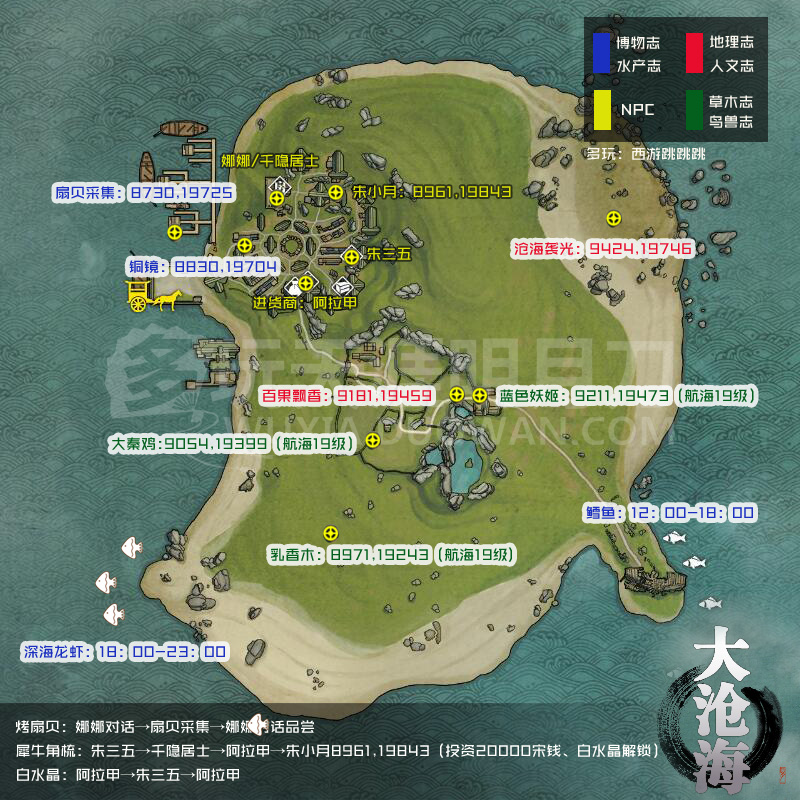 博物志
水产志
地理志
人文志
NPC
草木志
鸟兽志
多玩：西游跳跳跳
娜娜/千隐居士
扇贝采集：8730,19725
朱小月：8961,19843
沧海袭光：9424,19746
朱三五
铜镜：8830,19704
进货商：阿拉甲
百果飘香：9181,19459
蓝色妖姬：9211,19473（航海19级）
大秦鸡:9054,19399（航海19级）
鳕鱼：12：00-18：00
乳香木：8971,19243（航海19级）
深海龙虾：18：00-23：00
大沧海
烤扇贝：娜娜对话→扇贝采集→娜娜 话品尝
犀牛角梳：朱三五→千隐居士→阿拉甲→朱小月8961,19843（投资20000宋钱、白水晶解锁）
白水晶：阿拉甲→朱三五→阿拉甲